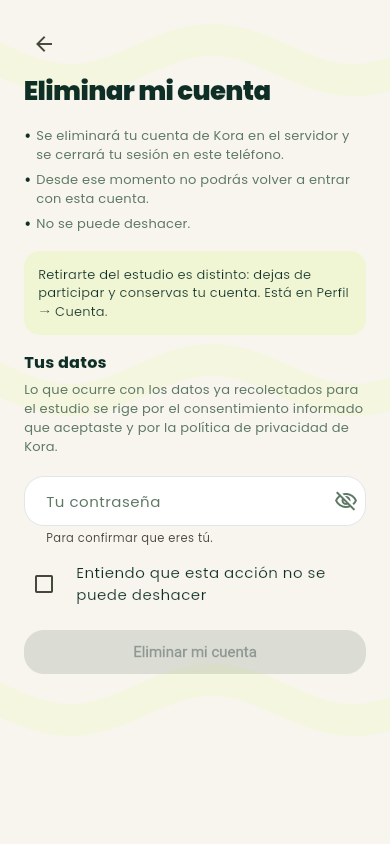 Eliminar mi cuenta
• Se eliminará tu cuenta de Kora en el servidor y
se cerrará tu sesión en este teléfono.
• Desde ese momento no podrás volver a entrar
con esta cuenta.
• No se puede deshacer.
Retirarte del estudio es distinto: dejas de
participar y conservas tu cuenta. Está en Perfil
→ Cuenta.
Tus datos
Lo que ocurre con los datos ya recolectados para
el estudio se rige por el consentimiento informado
que aceptaste y por la política de privacidad de
Kora.
Tu contraseña
Para confirmar que eres tú.
Entiendo que esta acción no se
puede deshacer
Eliminar mi cuenta